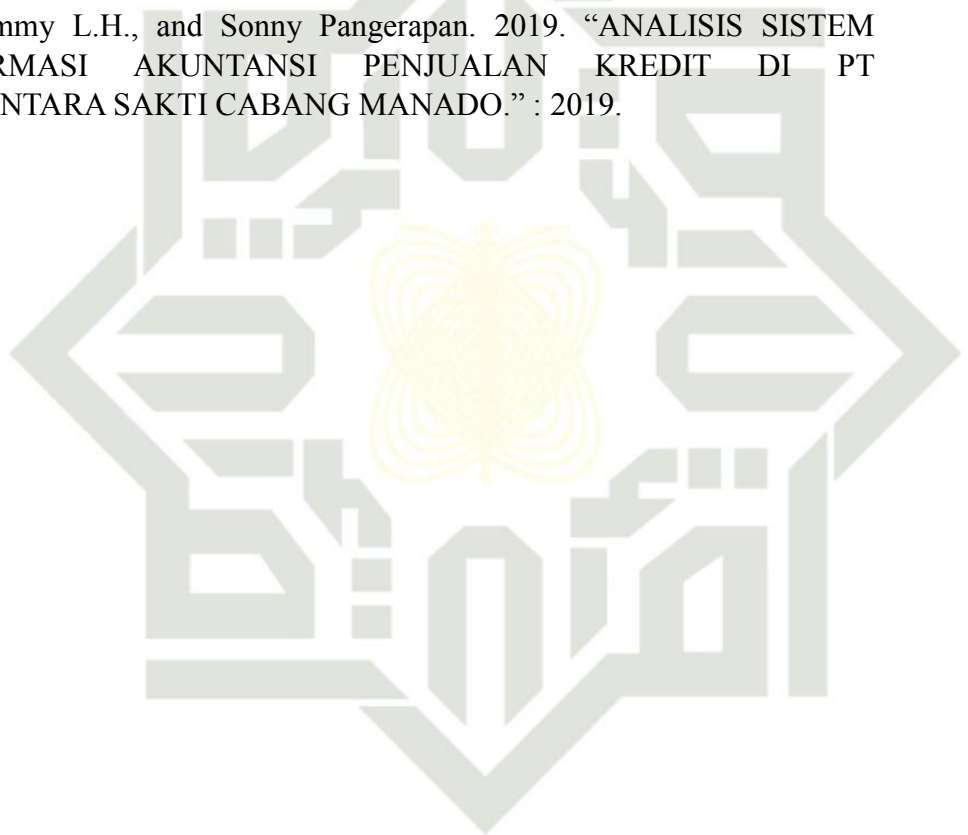 mmy L.H., and Sonny Pangerapan. 2019. “ANALISIS SISTEM
RMASI AKUNTANSI PENJUALAN KREDIT DI PT
NTARA SAKTI CABANG MANADO.” : 2019.